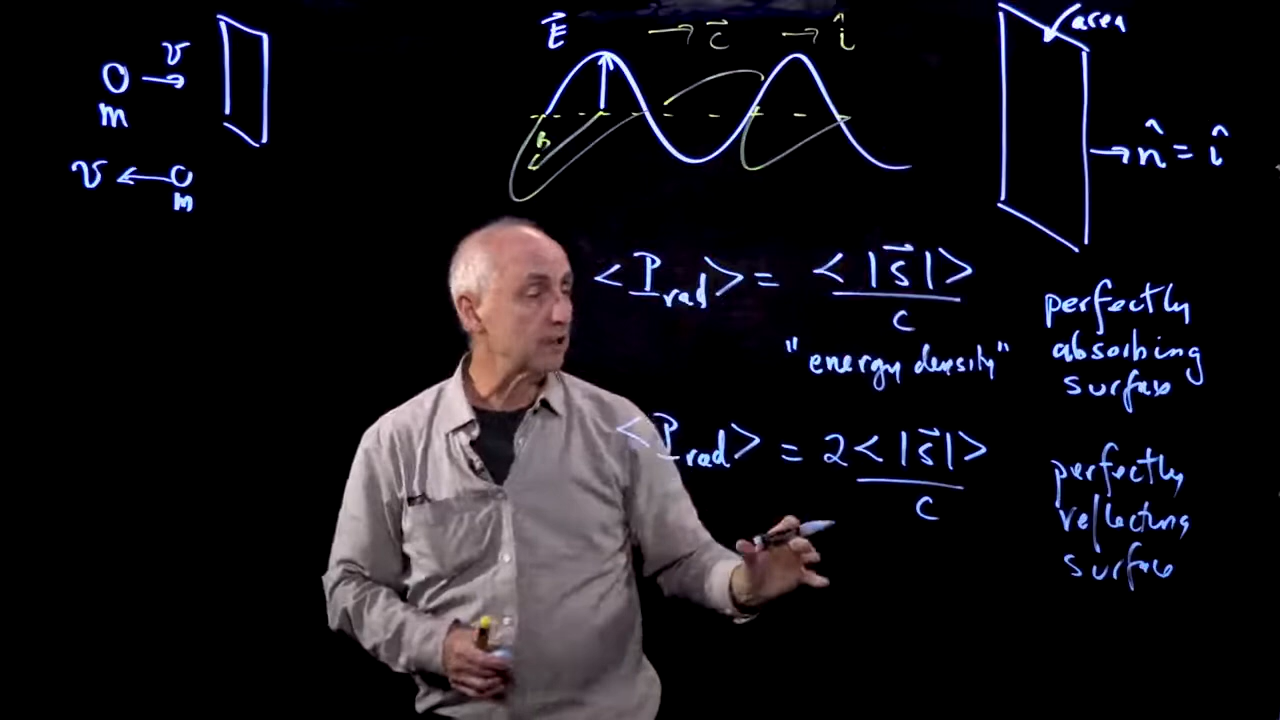 v
m
v
m
E⃗
→ c⃗
→ î
B
area
→ n̂ = î
<P_rad> = <|S⃗|> / c
"energy density"
perfectly
absorbing
surface
<P_rad> = 2<|S⃗|> / c
perfectly
reflecting
surface